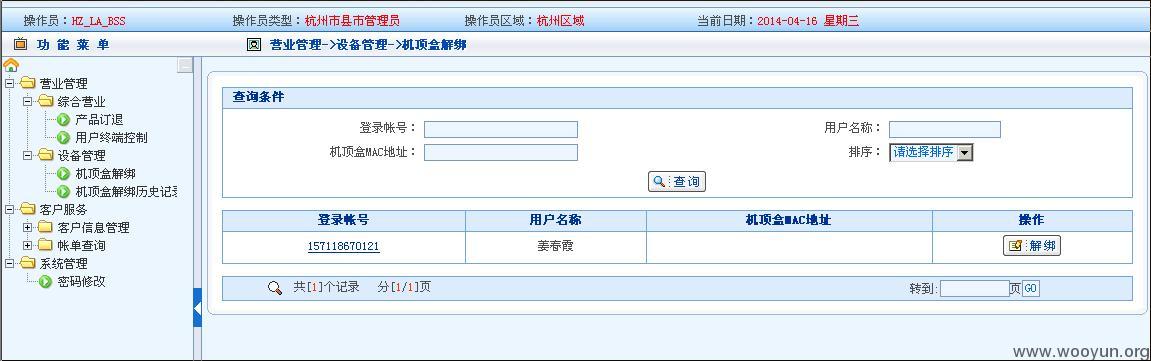 操作员：HZ_LA_BSS 操作员类型：杭州市县市管理员 操作员区域：杭州区域 当前日期：2014-04-16 星期三
功 能 菜 单
营业管理->设备管理->机顶盒解绑
营业管理
综合营业
产品订退
用户终端控制
设备管理
机顶盒解绑
机顶盒解绑历史记录
客户服务
客户信息管理
帐单查询
系统管理
密码修改
查询条件
登录帐号： 用户名称：
机顶盒MAC地址： 排序： 请选择排序
查询
登录帐号 用户名称 机顶盒MAC地址 操作
157118670121 姜春霞 解绑
共[1]个记录 分[1/1]页 转到: 页 GO
www.wooyun.org